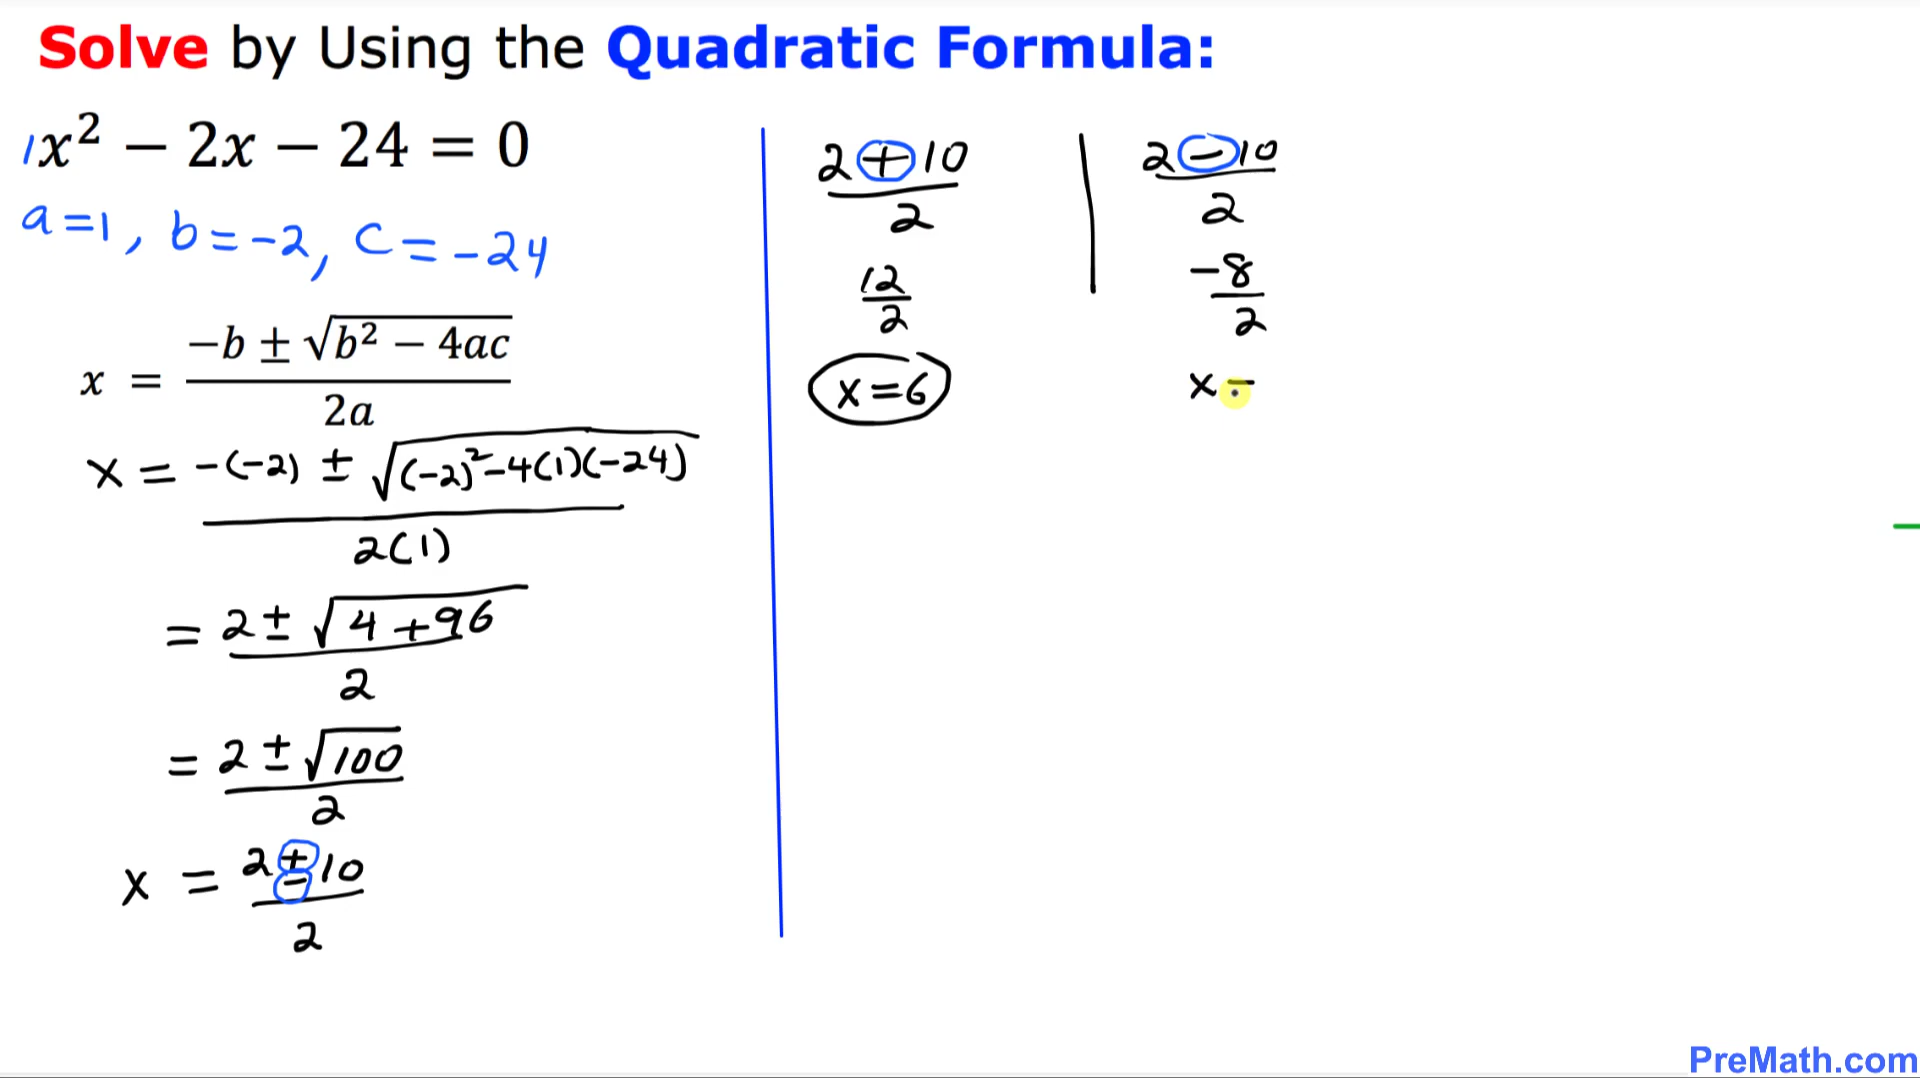 Solve by Using the Quadratic Formula:
1x² − 2x − 24 = 0
a=1, b=-2, c=-24
x = (−b ± √(b² − 4ac)) / 2a
x = (-(-2) ± √((-2)²-4(1)(-24))) / 2(1)
= (2 ± √(4+96)) / 2
= (2 ± √100) / 2
x = (2 ± 10) / 2
(2 + 10) / 2
12/2
x=6
(2 - 10) / 2
-8/2
x =
PreMath.com